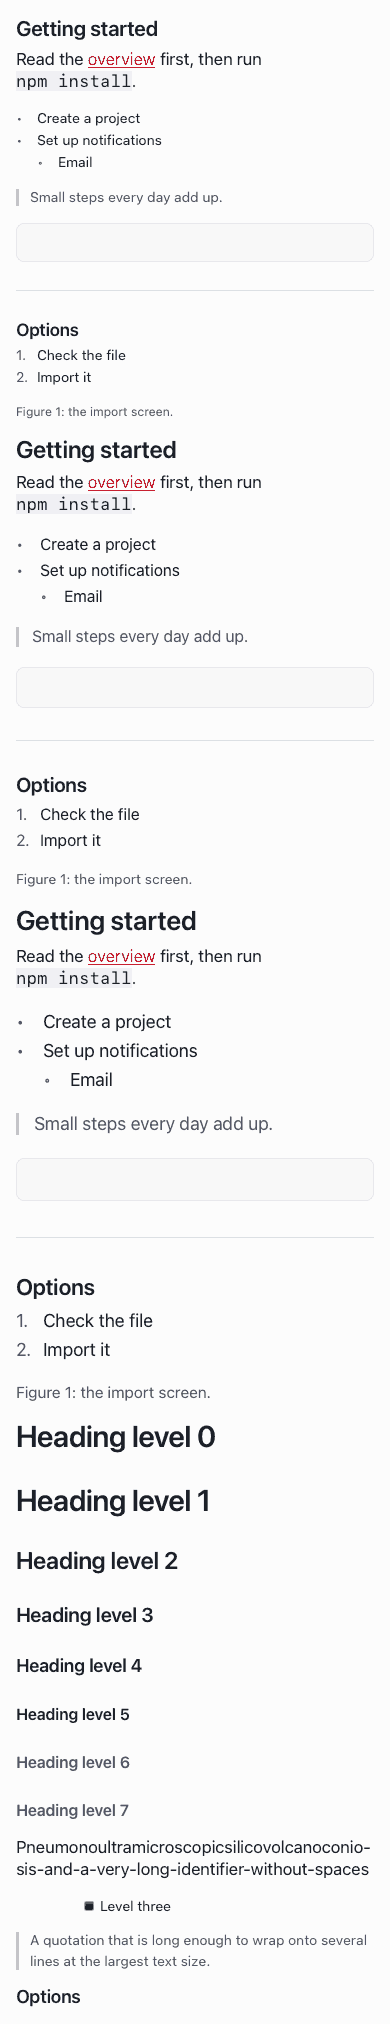 Getting started
Read the overview first, then run
npm install.
• Create a project
• Set up notifications
◦ Email
Small steps every day add up.
Options
1. Check the file
2. Import it
Figure 1: the import screen.
Getting started
Read the overview first, then run
npm install.
• Create a project
• Set up notifications
◦ Email
Small steps every day add up.
Options
1. Check the file
2. Import it
Figure 1: the import screen.
Getting started
Read the overview first, then run
npm install.
• Create a project
• Set up notifications
◦ Email
Small steps every day add up.
Options
1. Check the file
2. Import it
Figure 1: the import screen.
Heading level 0
Heading level 1
Heading level 2
Heading level 3
Heading level 4
Heading level 5
Heading level 6
Heading level 7
Pneumonoultramicroscopicsilicovolcanoconio-
sis-and-a-very-long-identifier-without-spaces
▪ Level three
A quotation that is long enough to wrap onto several
lines at the largest text size.
Options